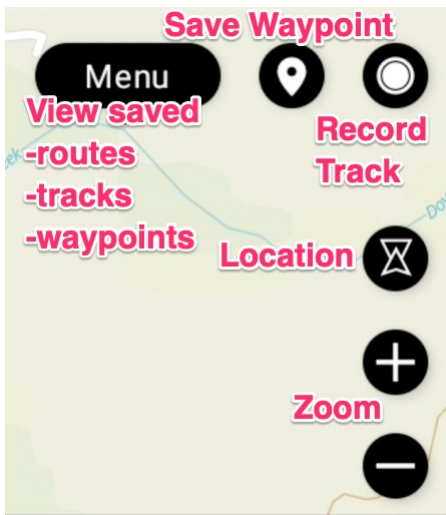 Save Waypoint
Menu
View saved
-routes
-tracks
-waypoints
Record
Track
Location
Zoom